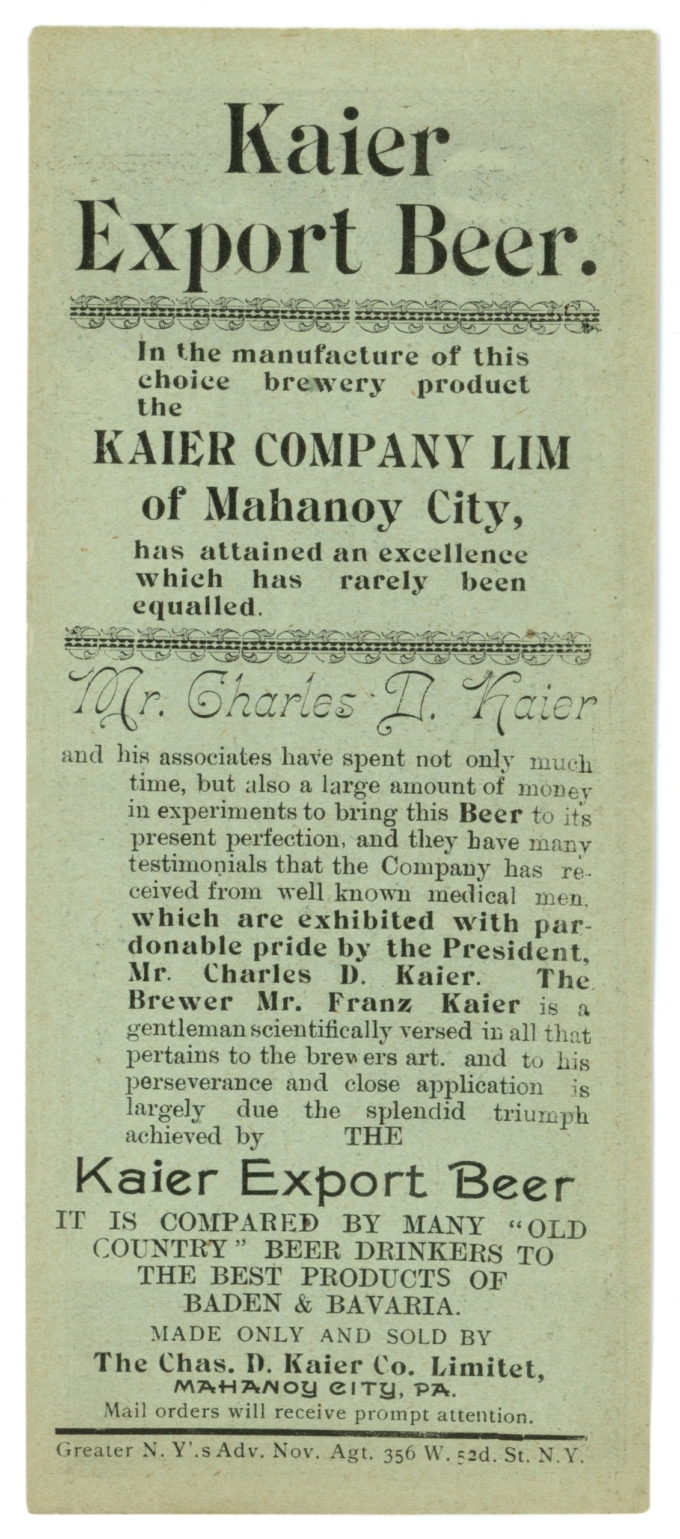 Kaier
Export Beer.
In the manufacture of this
choice brewery product
the
KAIER COMPANY LIM
of Mahanoy City,
has attained an excellence
which has rarely been
equalled.
Mr. Charles D. Kaier
and his associates have spent not only much
time, but also a large amount of money
in experiments to bring this Beer to it's
present perfection, and they have many
testimonials that the Company has re-
ceived from well known medical men.
which are exhibited with par-
donable pride by the President,
Mr. Charles D. Kaier. The
Brewer Mr. Franz Kaier is a
gentleman scientifically versed in all that
pertains to the brewers art. and to his
perseverance and close application is
largely due the splendid triumph
achieved by THE
Kaier Export Beer
IT IS COMPARED BY MANY “OLD
COUNTRY” BEER DRINKERS TO
THE BEST PRODUCTS OF
BADEN & BAVARIA.
MADE ONLY AND SOLD BY
The Chas. D. Kaier Co. Limitet,
MAHANOY CITY, PA.
Mail orders will receive prompt attention.
Greater N. Y'.s Adv. Nov. Agt. 356 W. 52d. St. N.Y.